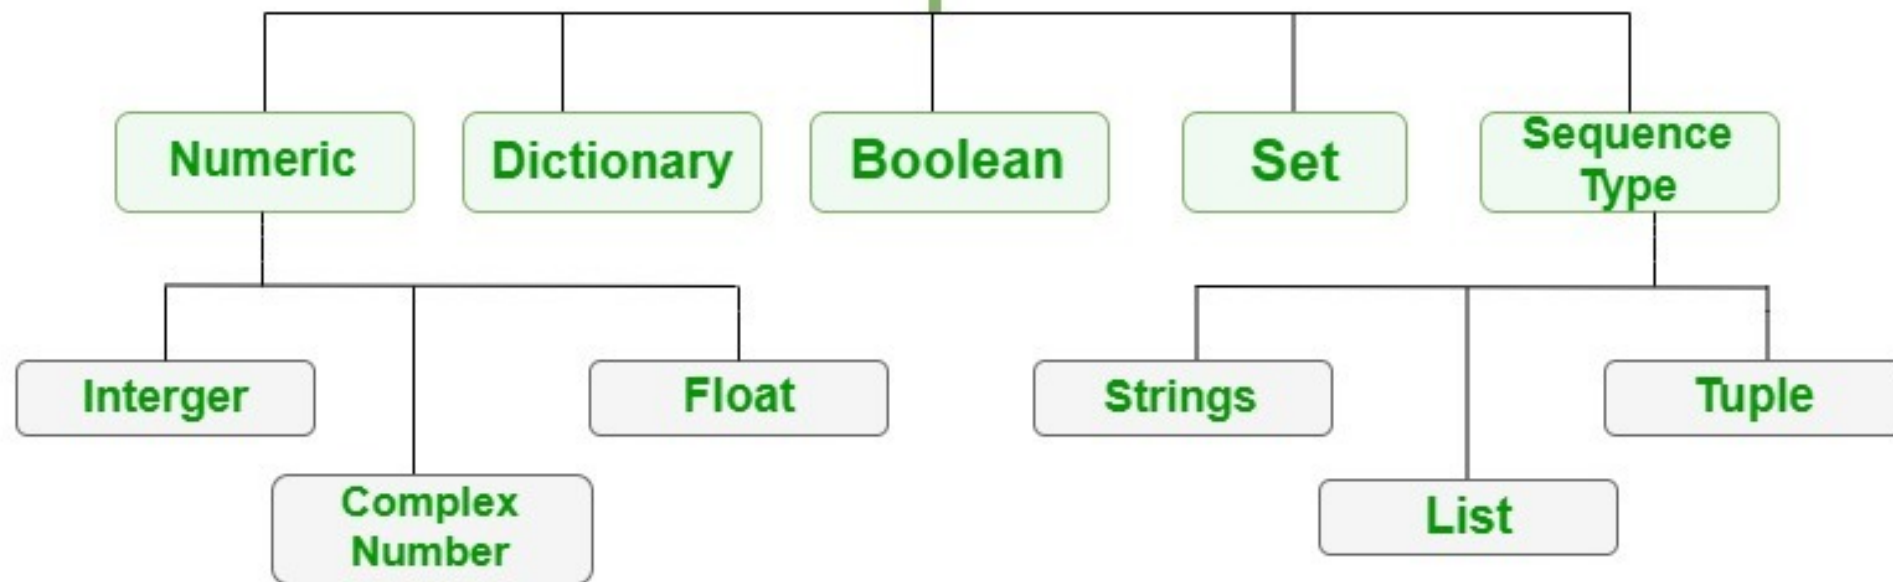 Numeric
Dictionary
Boolean
Set
Sequence
Type
Interger
Float
Strings
Tuple
Complex
Number
List